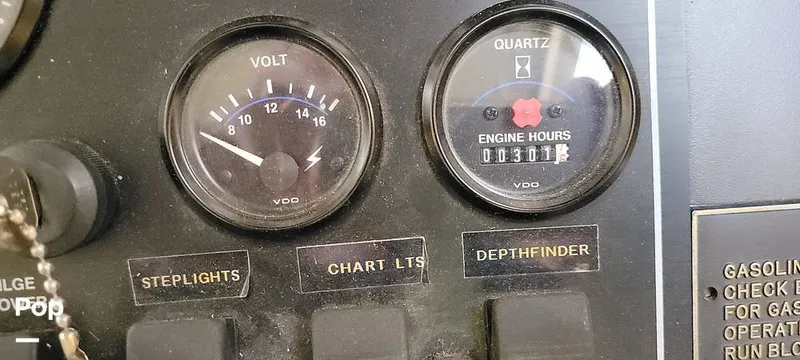 VOLT
8 10 12 14 16
VDO
QUARTZ
ENGINE HOURS
00301
VDO
STEPLIGHTS
CHART LTS
DEPTHFINDER
Pop
GASOLIN
CHECK
FOR GAS
OPERAT
RUN BLO